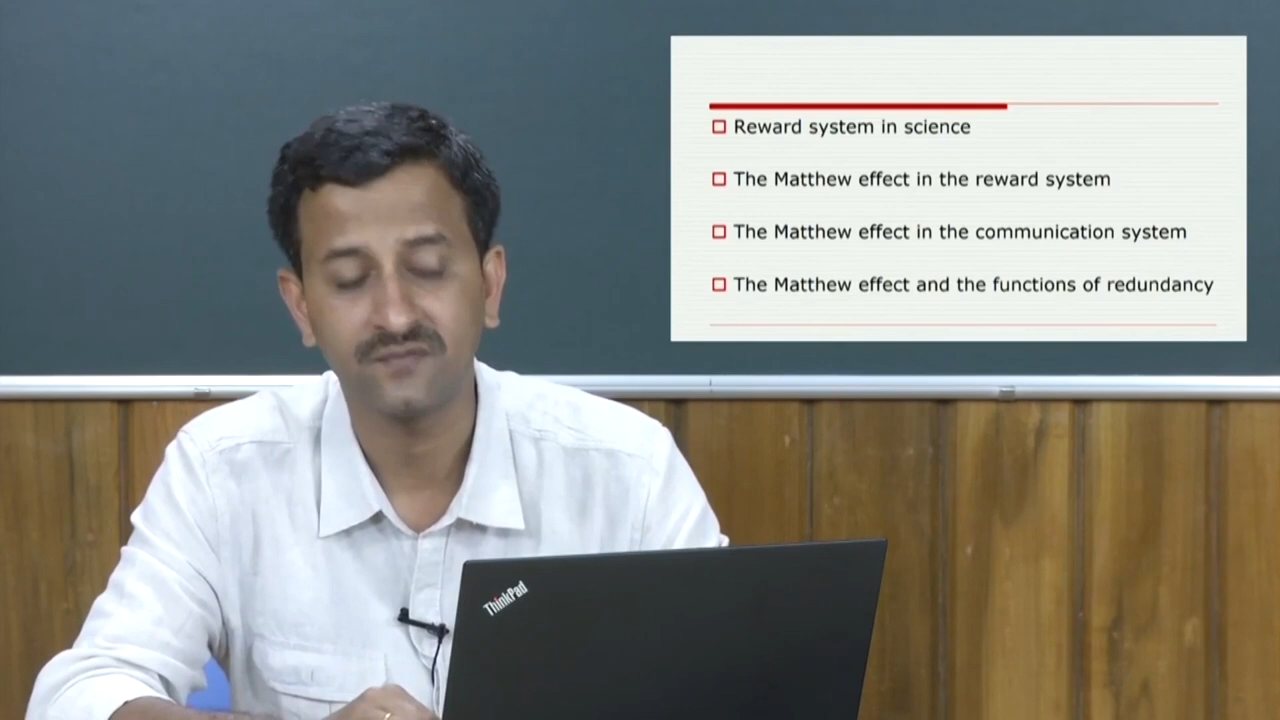 Reward system in science
The Matthew effect in the reward system
The Matthew effect in the communication system
The Matthew effect and the functions of redundancy
ThinkPad